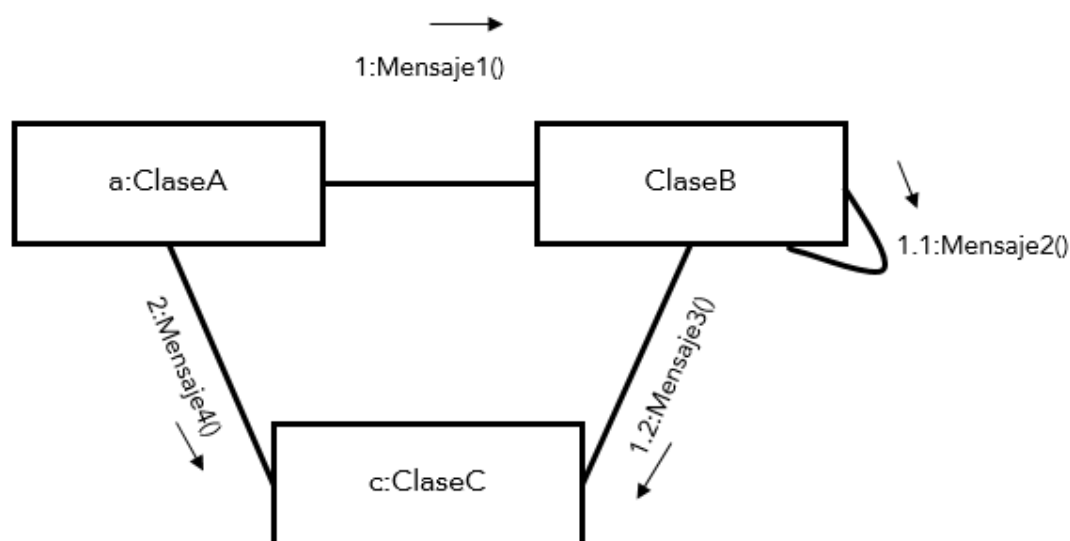 1:Mensaje1()
a:ClaseA
ClaseB
1.1:Mensaje2()
2:Mensaje4()
1.2:Mensaje3()
c:ClaseC